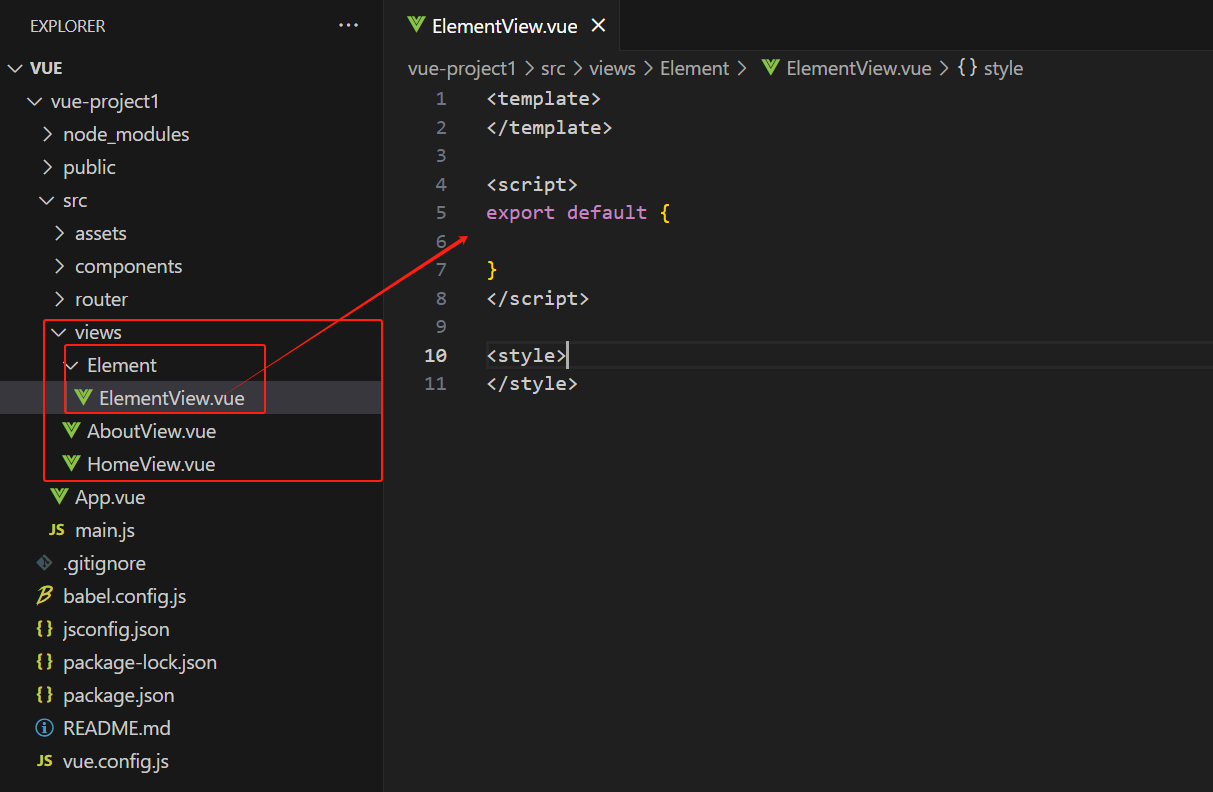 EXPLORER
VUE
vue-project1
node_modules
public
src
assets
components
router
views
Element
ElementView.vue
AboutView.vue
HomeView.vue
App.vue
JS main.js
.gitignore
babel.config.js
{} jsconfig.json
{} package-lock.json
{} package.json
README.md
JS vue.config.js
ElementView.vue
vue-project1 > src > views > Element > ElementView.vue > {} style
1 <template>
2 </template>
3
4 <script>
5 export default {
6
7 }
8 </script>
9
10 <style>
11 </style>